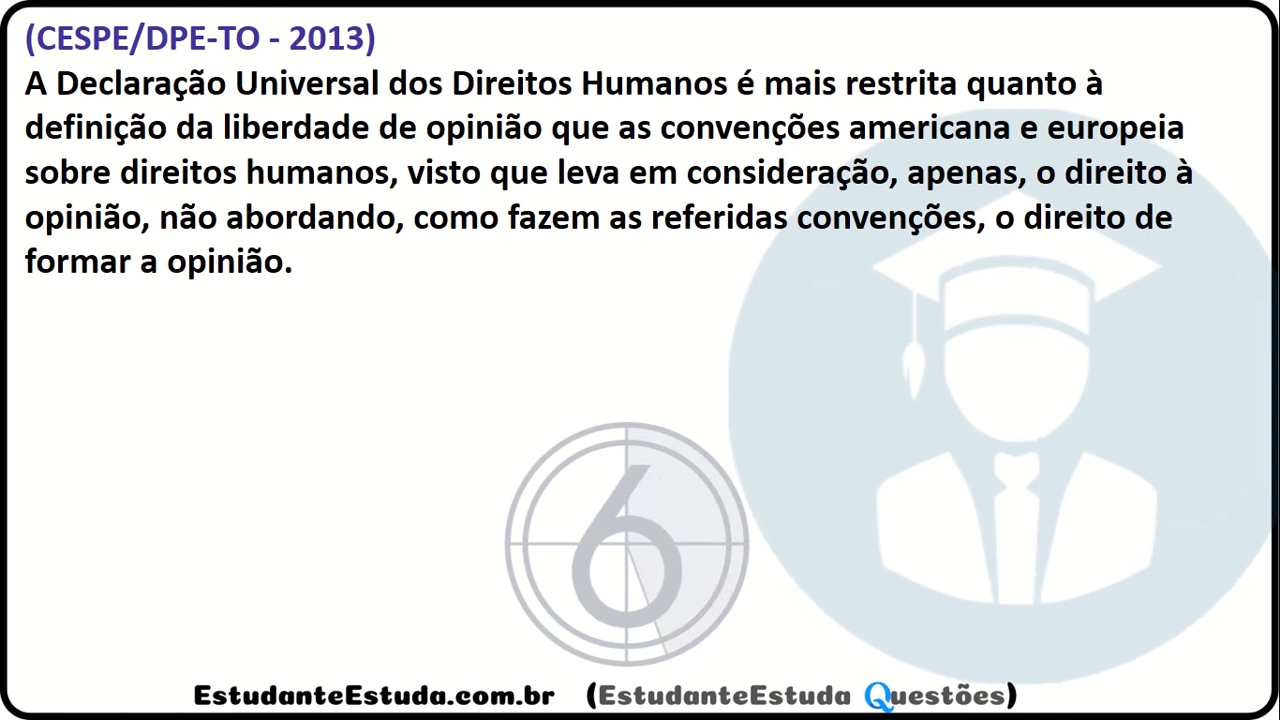 (CESPE/DPE-TO - 2013)
A Declaração Universal dos Direitos Humanos é mais restrita quanto à
definição da liberdade de opinião que as convenções americana e europeia
sobre direitos humanos, visto que leva em consideração, apenas, o direito à
opinião, não abordando, como fazem as referidas convenções, o direito de
formar a opinião.
6
EstudanteEstuda.com.br (EstudanteEstuda Questões)